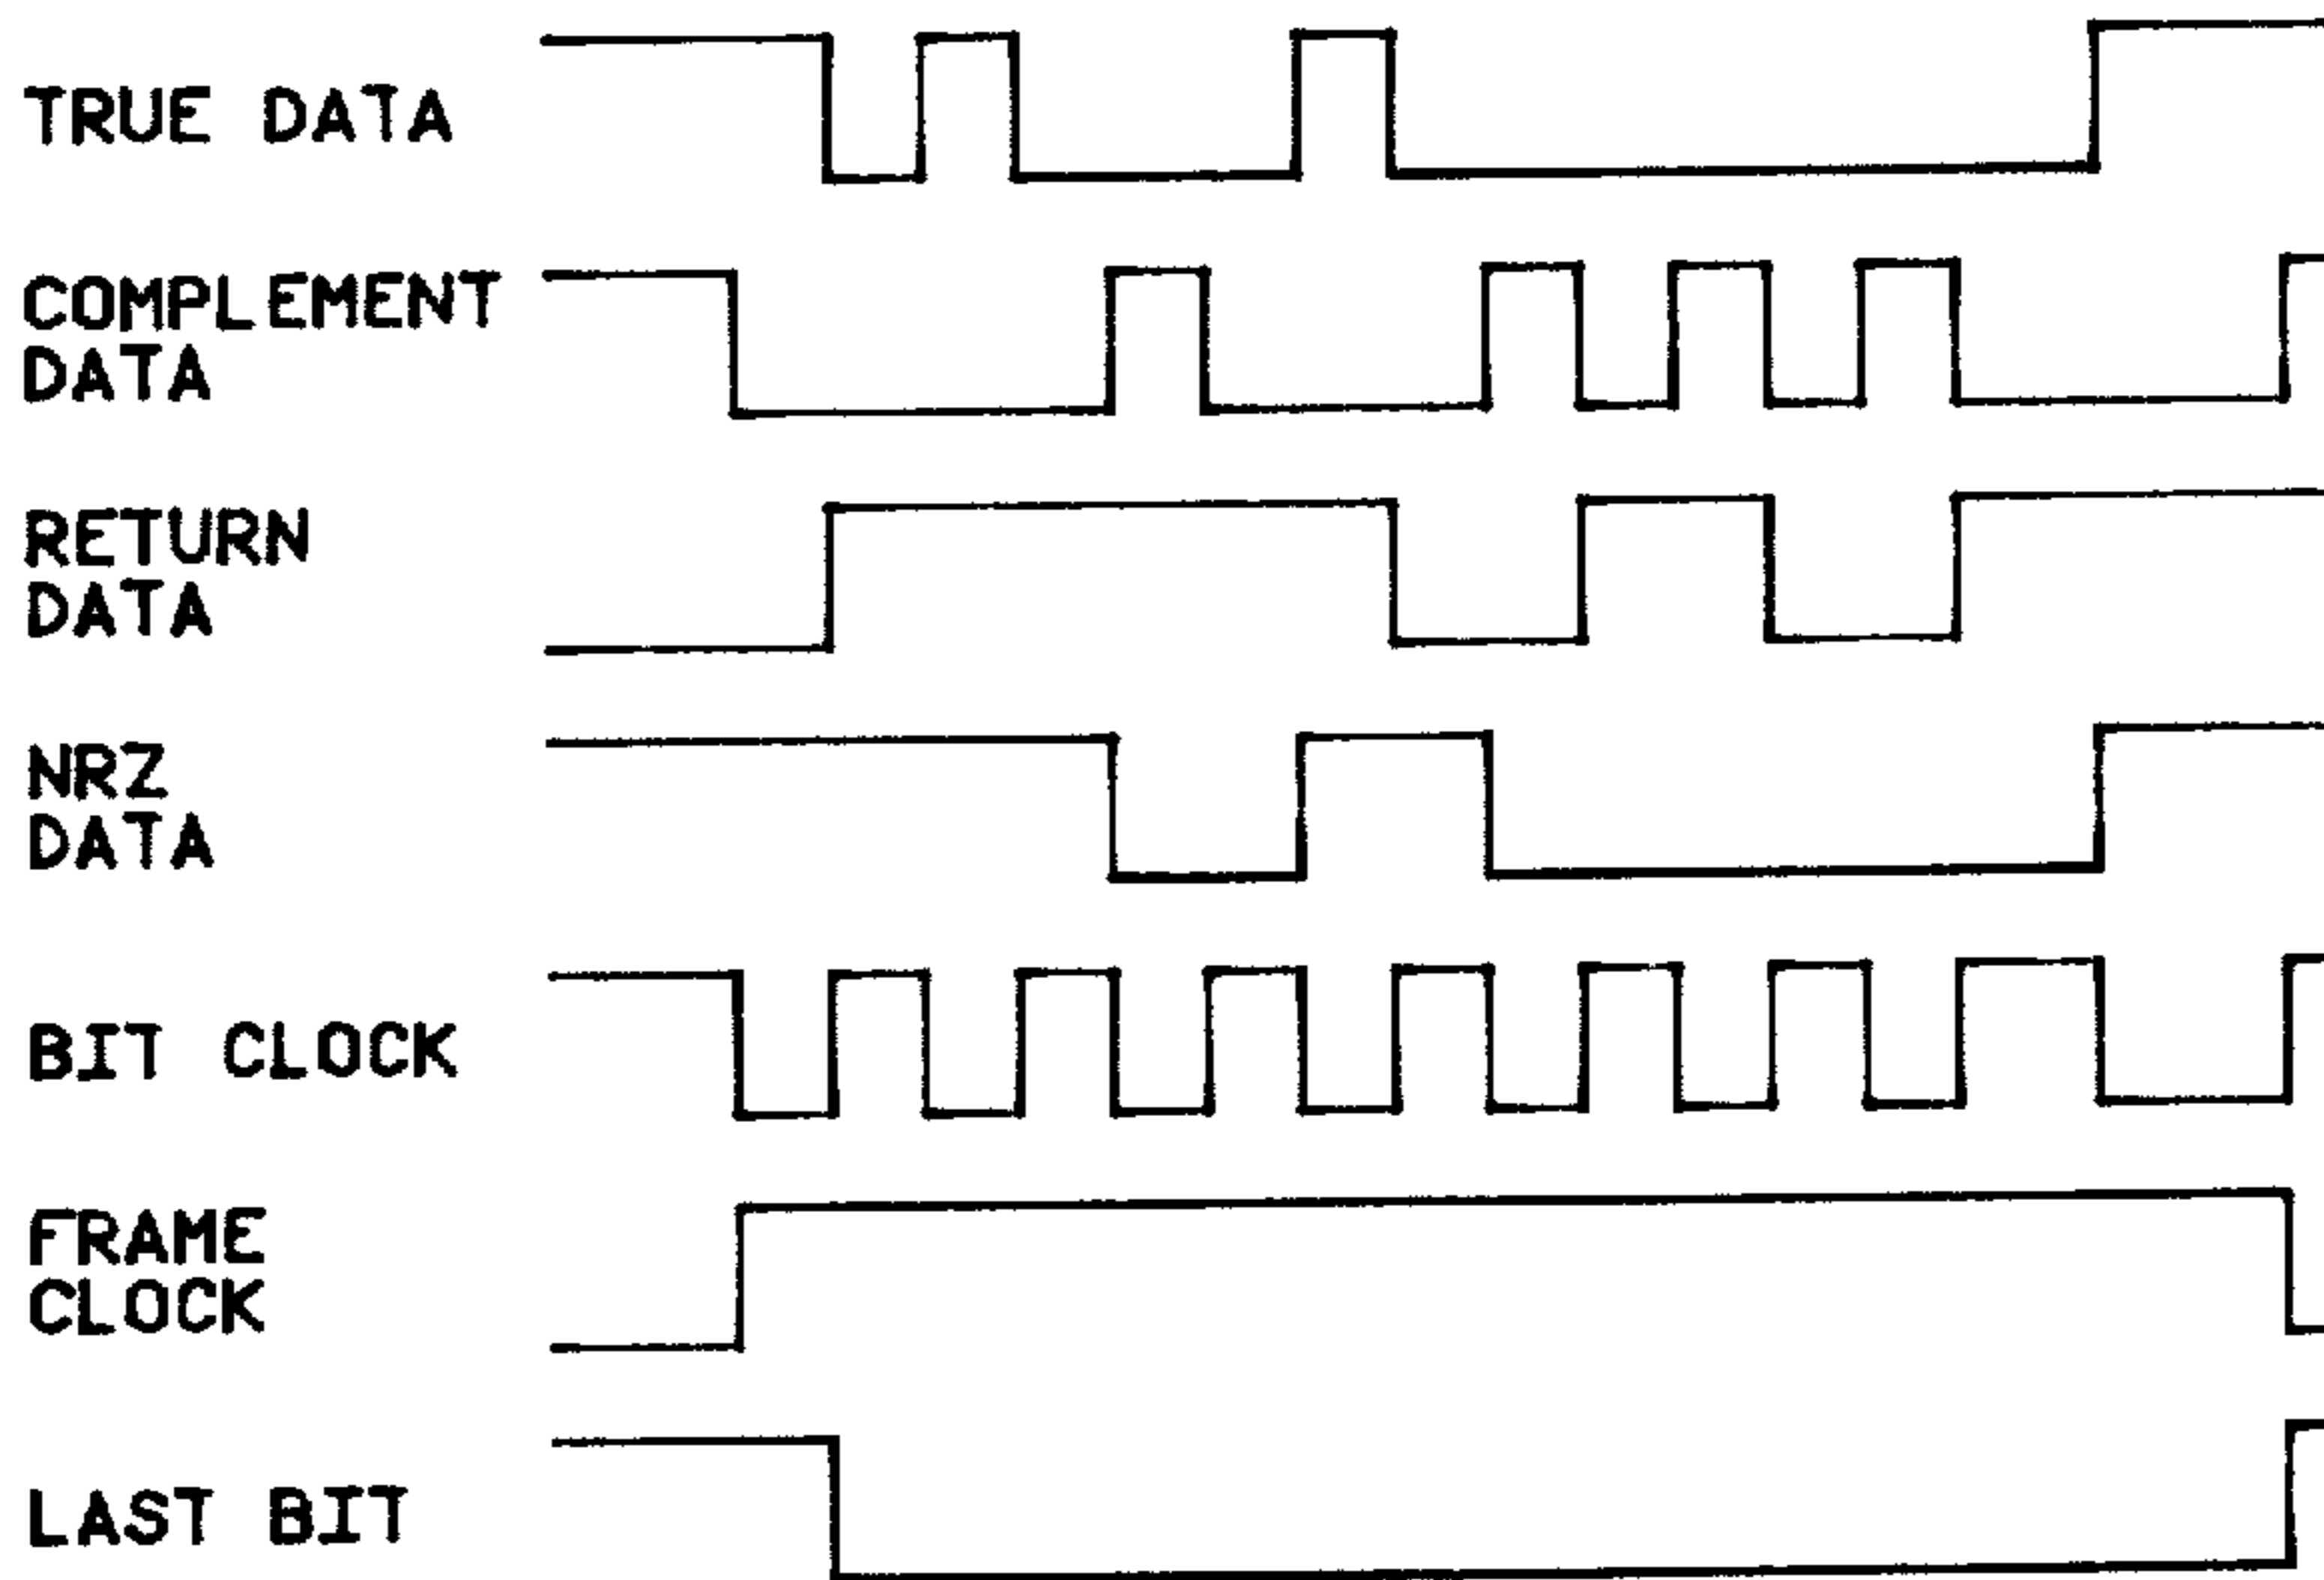 TRUE DATA
COMPLEMENT
DATA
RETURN
DATA
NRZ
DATA
BIT CLOCK
FRAME
CLOCK
LAST BIT